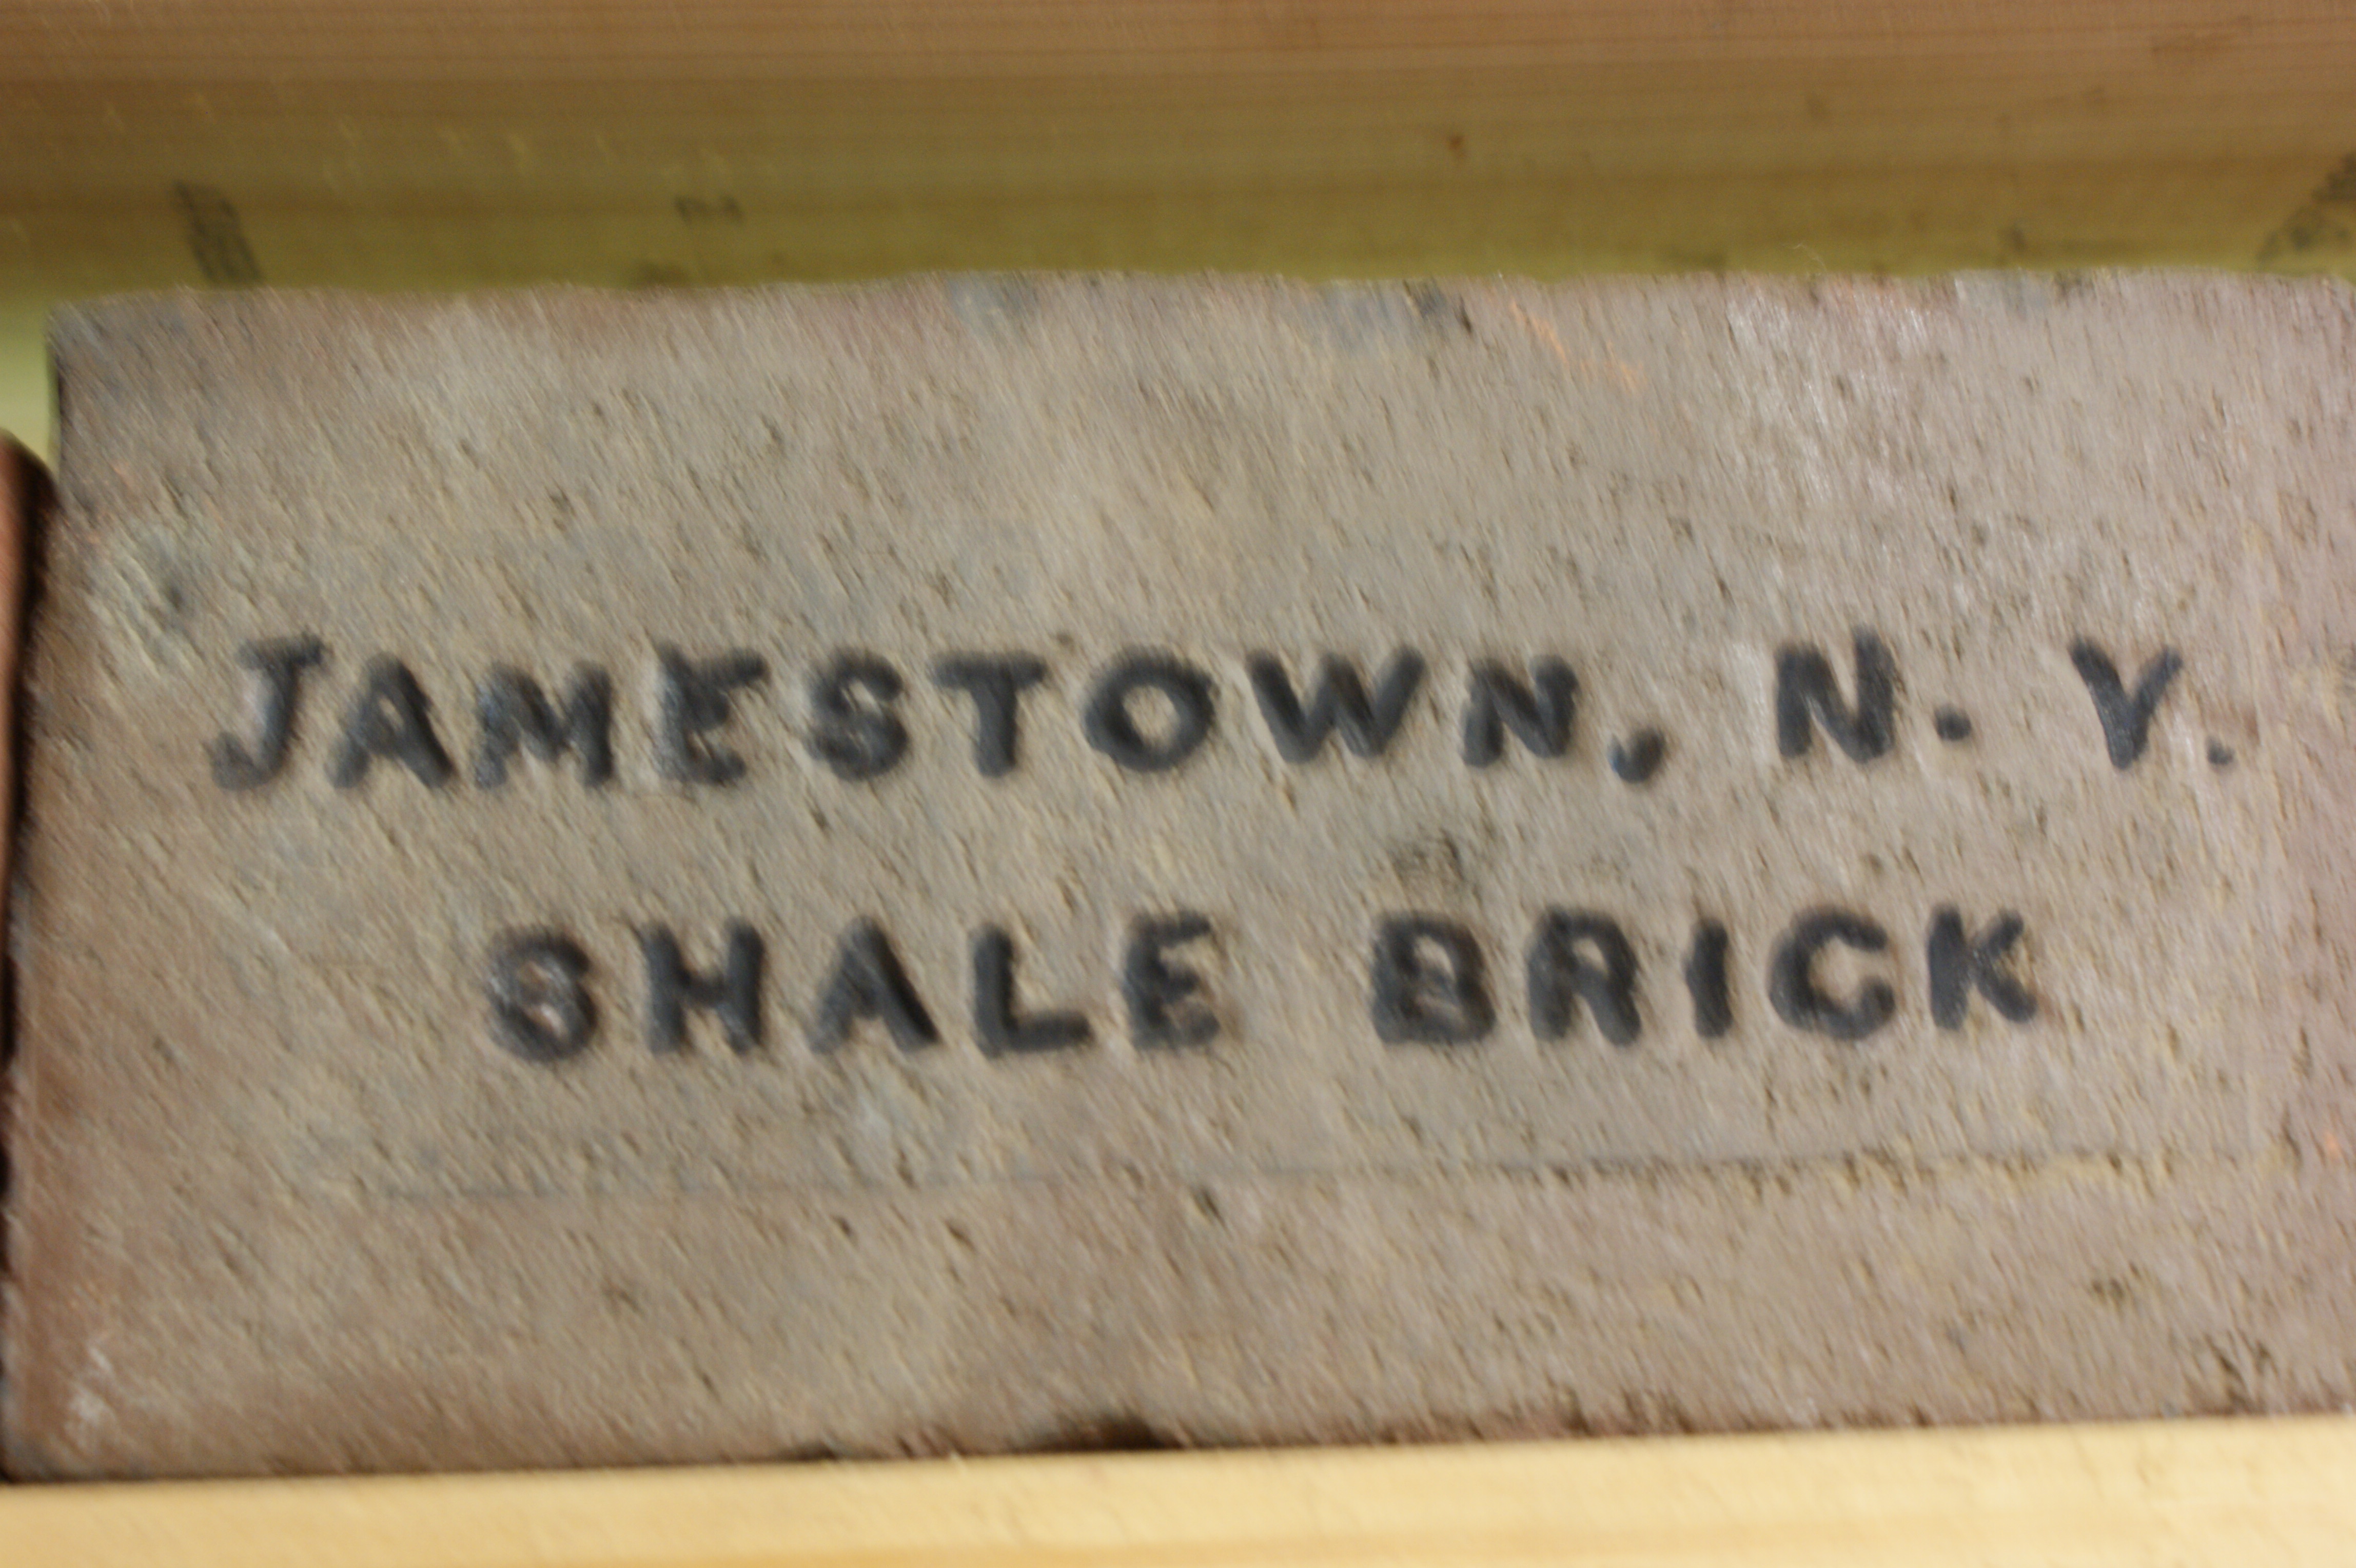 JAMESTOWN, N. Y.
SHALE BRICK